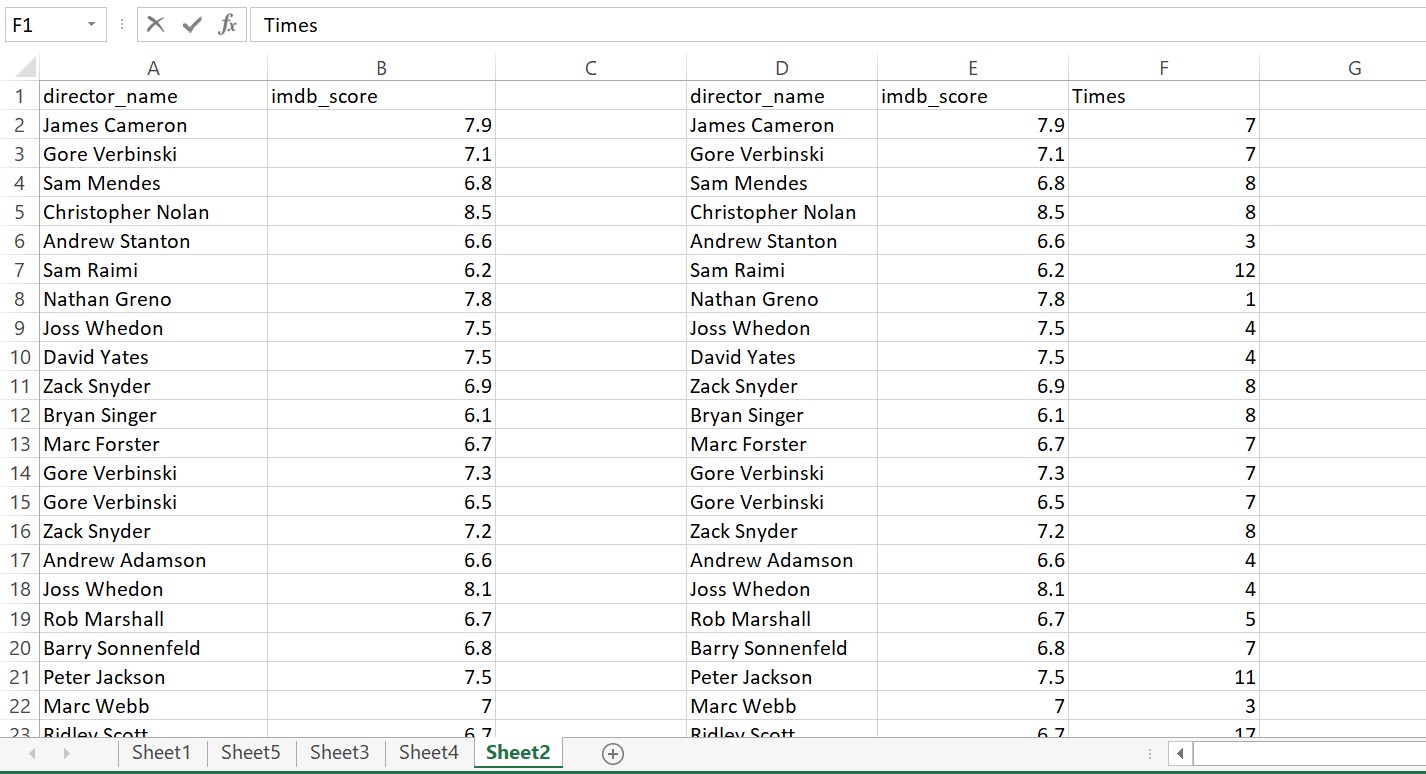 F1 fx Times
A B C D E F G
1 director_name imdb_score director_name imdb_score Times
2 James Cameron 7.9 James Cameron 7.9 7
3 Gore Verbinski 7.1 Gore Verbinski 7.1 7
4 Sam Mendes 6.8 Sam Mendes 6.8 8
5 Christopher Nolan 8.5 Christopher Nolan 8.5 8
6 Andrew Stanton 6.6 Andrew Stanton 6.6 3
7 Sam Raimi 6.2 Sam Raimi 6.2 12
8 Nathan Greno 7.8 Nathan Greno 7.8 1
9 Joss Whedon 7.5 Joss Whedon 7.5 4
10 David Yates 7.5 David Yates 7.5 4
11 Zack Snyder 6.9 Zack Snyder 6.9 8
12 Bryan Singer 6.1 Bryan Singer 6.1 8
13 Marc Forster 6.7 Marc Forster 6.7 7
14 Gore Verbinski 7.3 Gore Verbinski 7.3 7
15 Gore Verbinski 6.5 Gore Verbinski 6.5 7
16 Zack Snyder 7.2 Zack Snyder 7.2 8
17 Andrew Adamson 6.6 Andrew Adamson 6.6 4
18 Joss Whedon 8.1 Joss Whedon 8.1 4
19 Rob Marshall 6.7 Rob Marshall 6.7 5
20 Barry Sonnenfeld 6.8 Barry Sonnenfeld 6.8 7
21 Peter Jackson 7.5 Peter Jackson 7.5 11
22 Marc Webb 7 Marc Webb 7 3
23 Ridley Scott 6.7 Ridley Scott 6.7 17
Sheet1 Sheet5 Sheet3 Sheet4 Sheet2